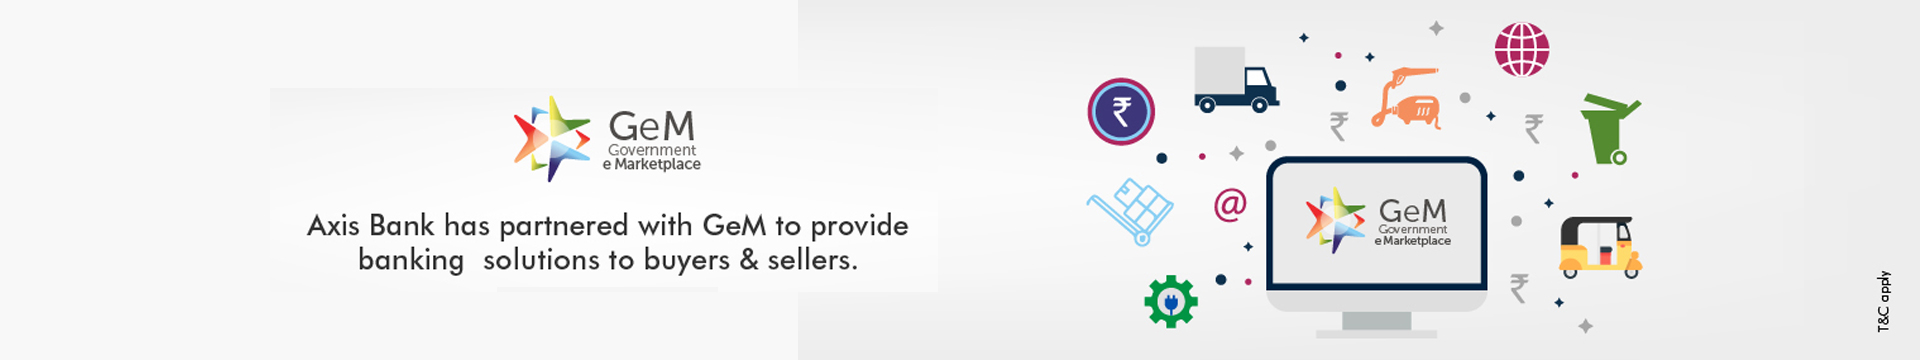 GeM
Government
e Marketplace
Axis Bank has partnered with GeM to provide
banking  solutions to buyers & sellers.
₹
₹
₹
@
GeM
Government
e Marketplace
₹
T&C apply